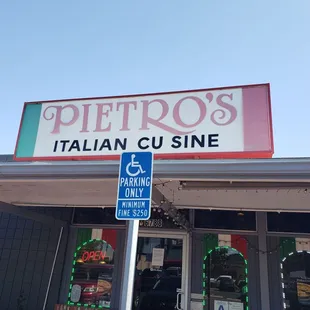 PIETRO'S
ITALIAN CU SINE
PARKING
ONLY
MINIMUM
FINE $250
OPEN